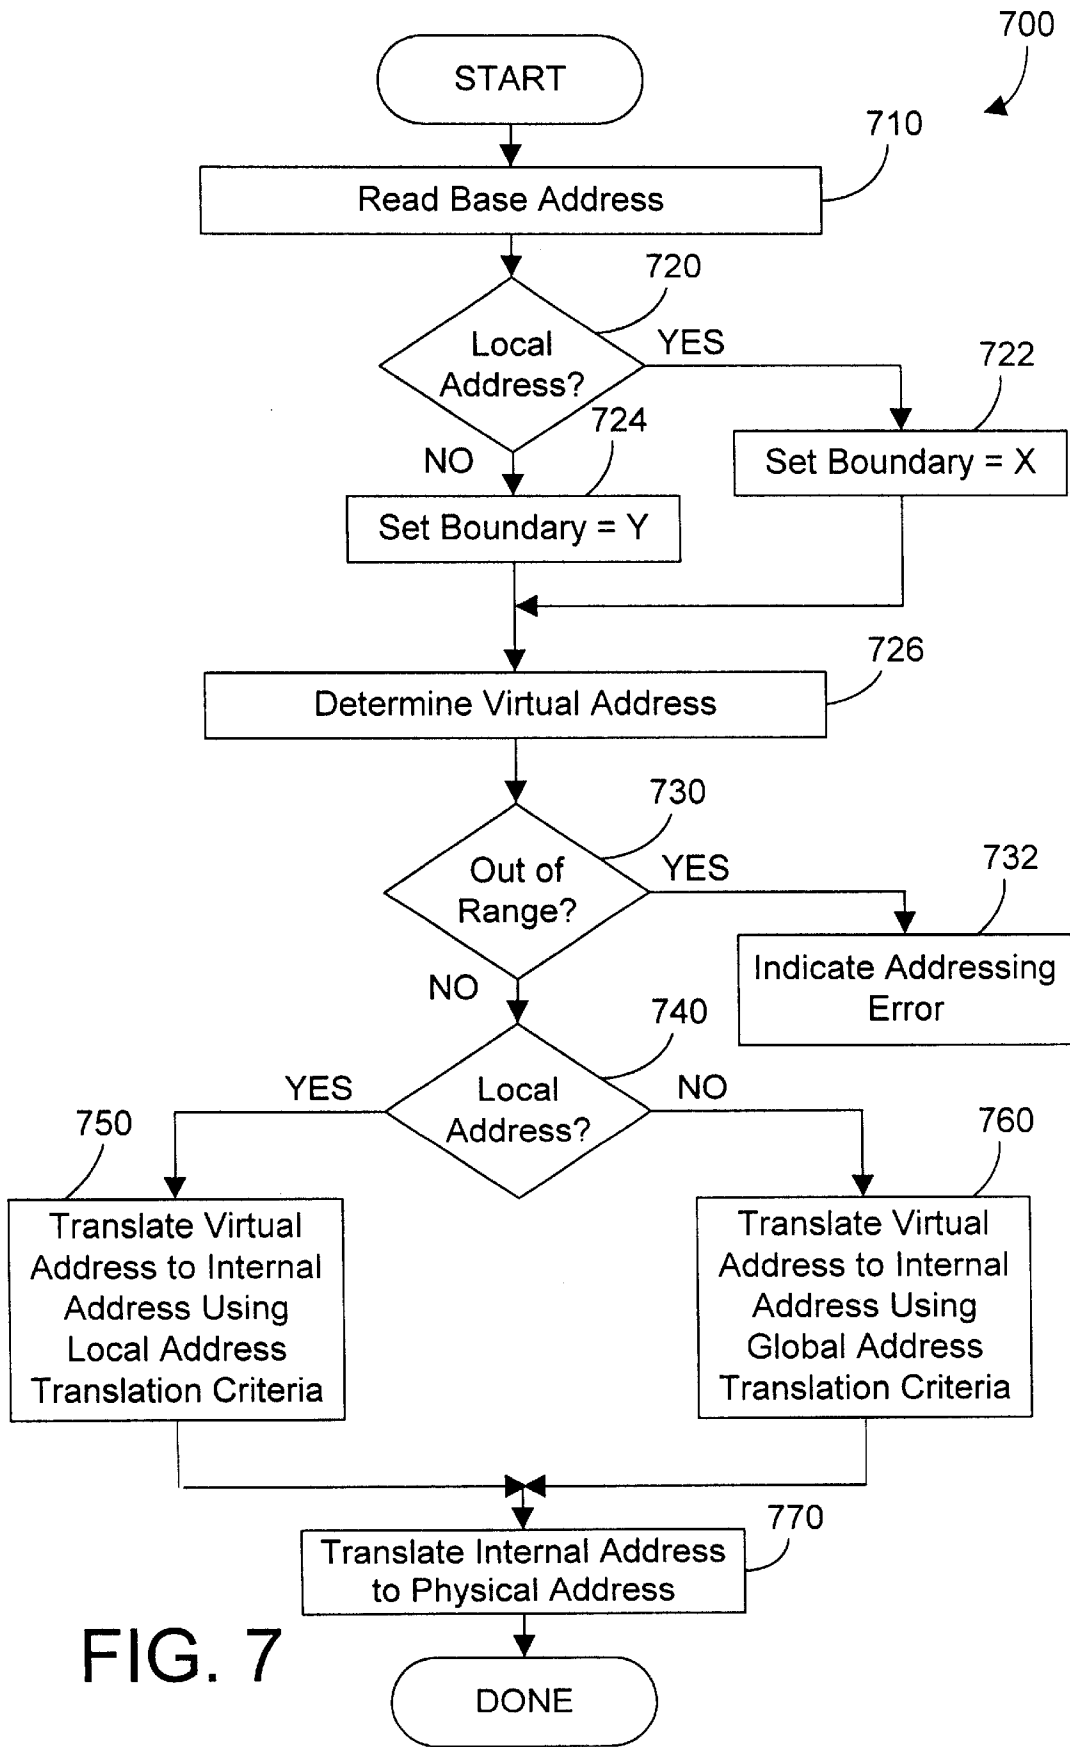 700
START
710
Read Base Address
720
Local
Address?
YES
722
Set Boundary = X
724
NO
Set Boundary = Y
726
Determine Virtual Address
730
Out of
Range?
YES
732
Indicate Addressing
Error
NO
740
Local
Address?
YES
NO
750
Translate Virtual
Address to Internal
Address Using
Local Address
Translation Criteria
760
Translate Virtual
Address to Internal
Address Using
Global Address
Translation Criteria
770
Translate Internal Address
to Physical Address
FIG. 7
DONE